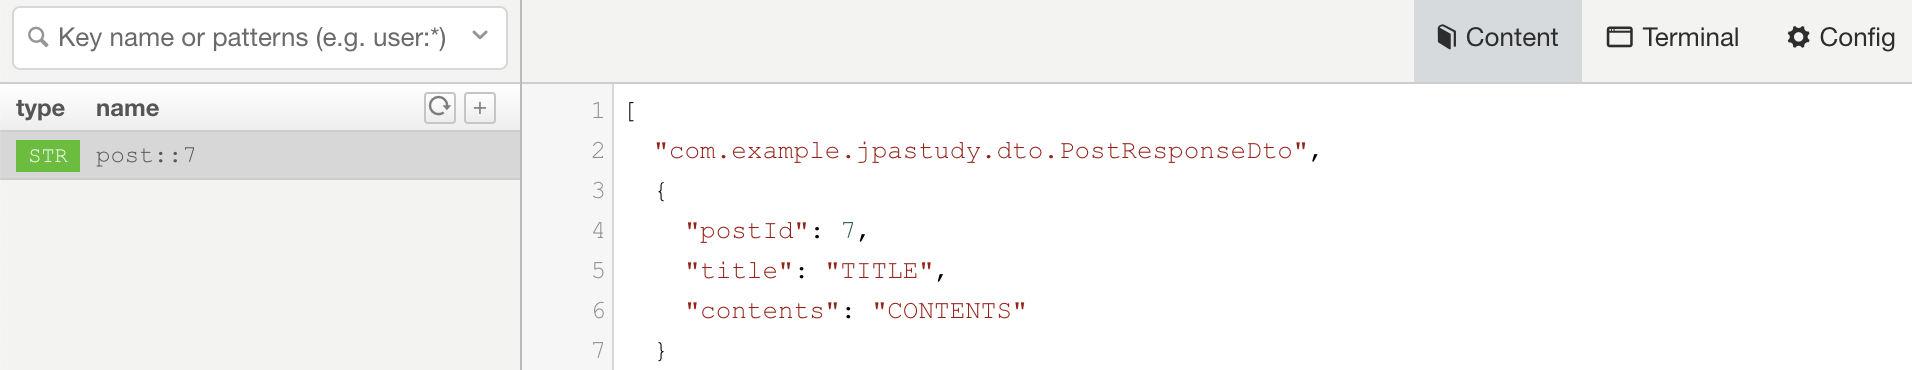 Key name or patterns (e.g. user:*)
Content Terminal Config
type name
STR post::7
1 [
2 "com.example.jpastudy.dto.PostResponseDto",
3 {
4 "postId": 7,
5 "title": "TITLE",
6 "contents": "CONTENTS"
7 }